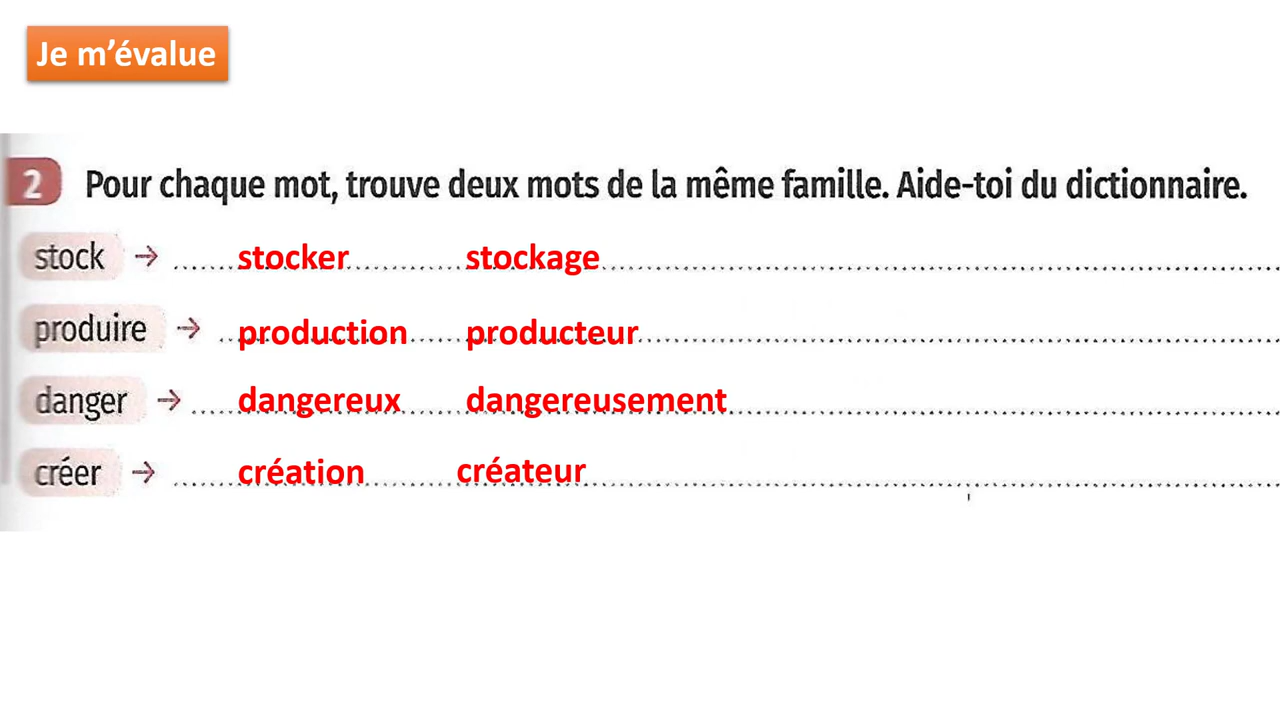 Je m’évalue
2 Pour chaque mot, trouve deux mots de la même famille. Aide-toi du dictionnaire.
stock → stocker stockage
produire → production producteur
danger → dangereux dangereusement
créer → création créateur